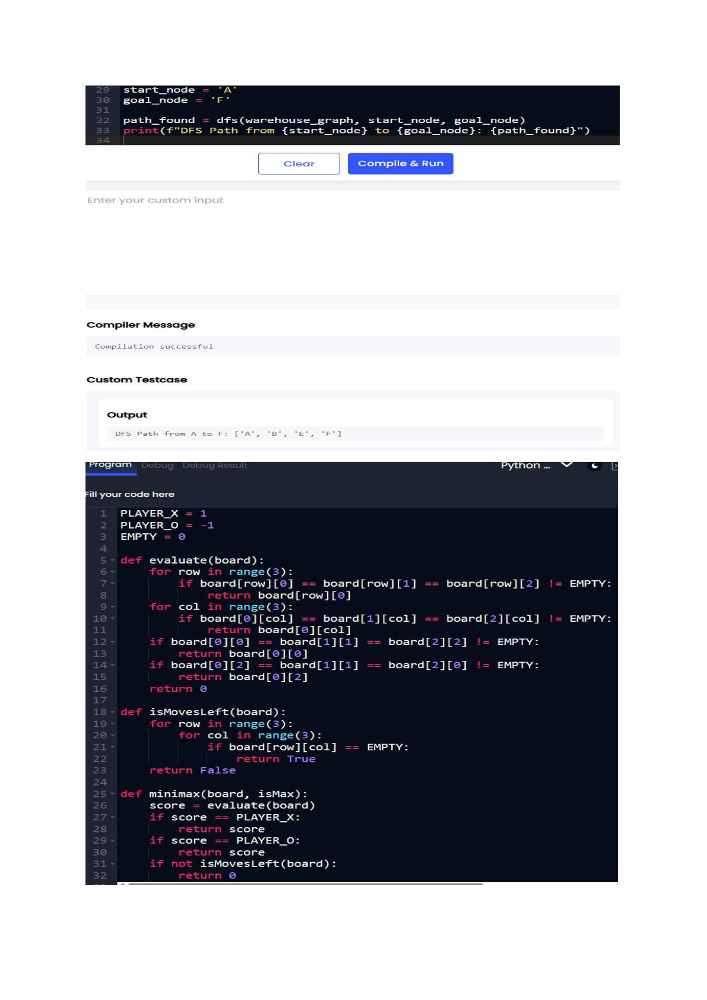 29 start_node = 'A'
30 goal_node = 'F'
31
32 path_found = dfs(warehouse_graph, start_node, goal_node)
33 print(f"DFS Path from {start_node} to {goal_node}: {path_found}")
34
Clear Compile & Run
Enter your custom input
Compiler Message
Compilation successful
Custom Testcase
Output
DFS Path from A to F: ['A', 'B', 'E', 'F']
Program Debug Debug Result Python ...
Fill your code here
1 PLAYER_X = 1
2 PLAYER_O = -1
3 EMPTY = 0
4
5 def evaluate(board):
6     for row in range(3):
7         if board[row][0] == board[row][1] == board[row][2] != EMPTY:
8             return board[row][0]
9     for col in range(3):
10         if board[0][col] == board[1][col] == board[2][col] != EMPTY:
11             return board[0][col]
12     if board[0][0] == board[1][1] == board[2][2] != EMPTY:
13         return board[0][0]
14     if board[0][2] == board[1][1] == board[2][0] != EMPTY:
15         return board[0][2]
16     return 0
17
18 def isMovesLeft(board):
19     for row in range(3):
20         for col in range(3):
21             if board[row][col] == EMPTY:
22                 return True
23     return False
24
25 def minimax(board, isMax):
26     score = evaluate(board)
27     if score == PLAYER_X:
28         return score
29     if score == PLAYER_O:
30         return score
31     if not isMovesLeft(board):
32         return 0